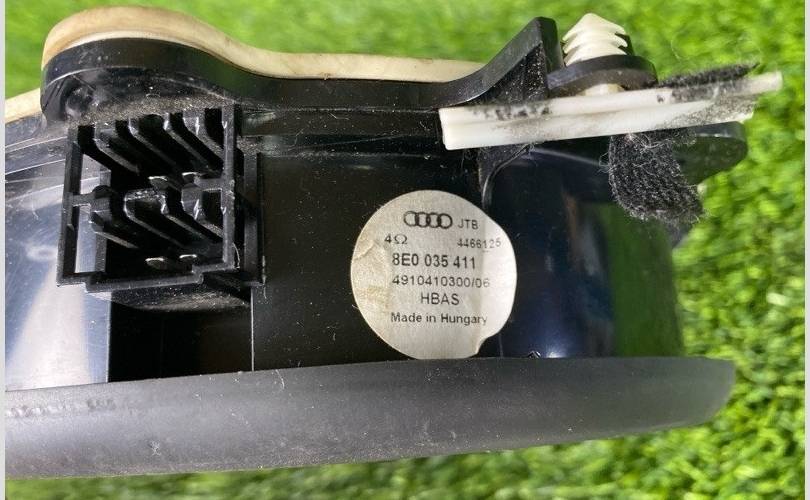 JTB
4Ω 4466125
8E0 035 411
4910410300/06
HBAS
Made in Hungary